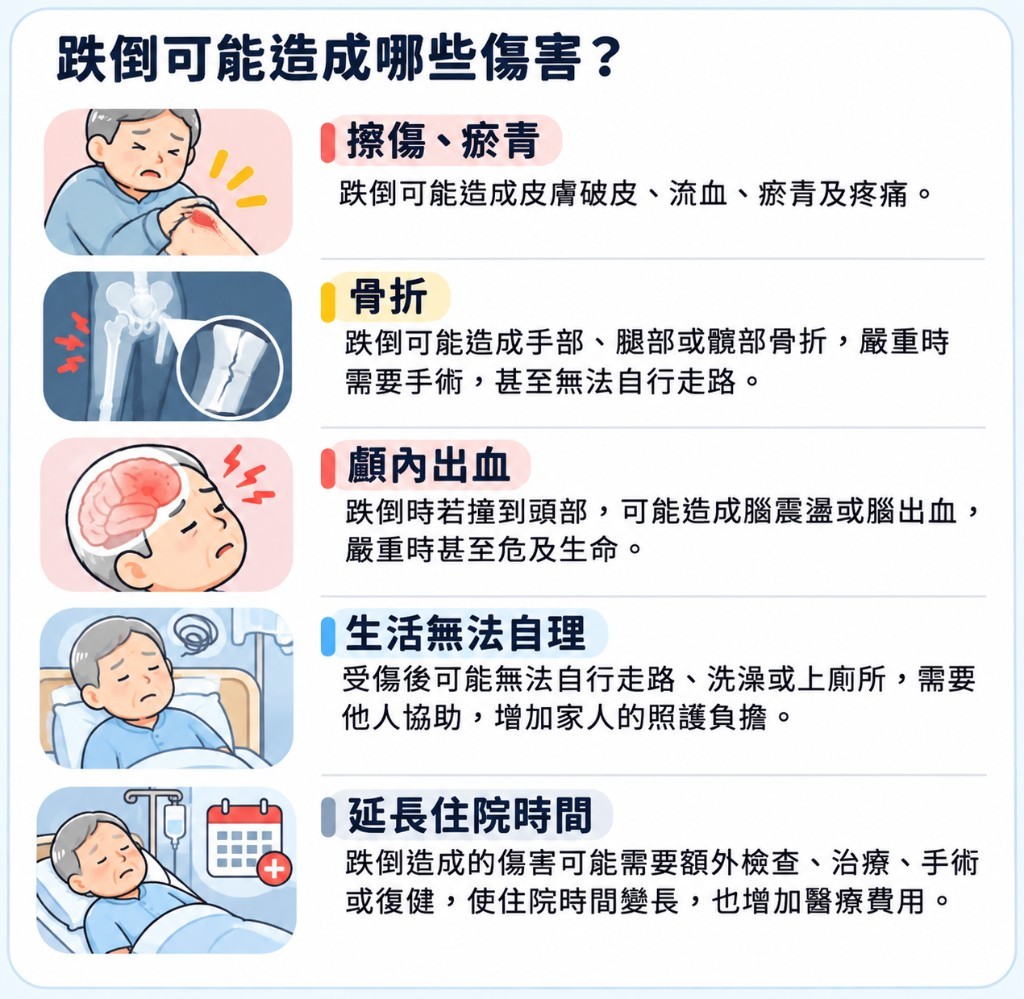 跌倒可能造成哪些傷害？
擦傷、瘀青
跌倒可能造成皮膚破皮、流血、瘀青及疼痛。
骨折
跌倒可能造成手部、腿部或髖部骨折，嚴重時
需要手術，甚至無法自行走路。
顱內出血
跌倒時若撞到頭部，可能造成腦震盪或腦出血，
嚴重時甚至危及生命。
生活無法自理
受傷後可能無法自行走路、洗澡或上廁所，需要
他人協助，增加家人的照護負擔。
延長住院時間
跌倒造成的傷害可能需要額外檢查、治療、手術
或復健，使住院時間變長，也增加醫療費用。